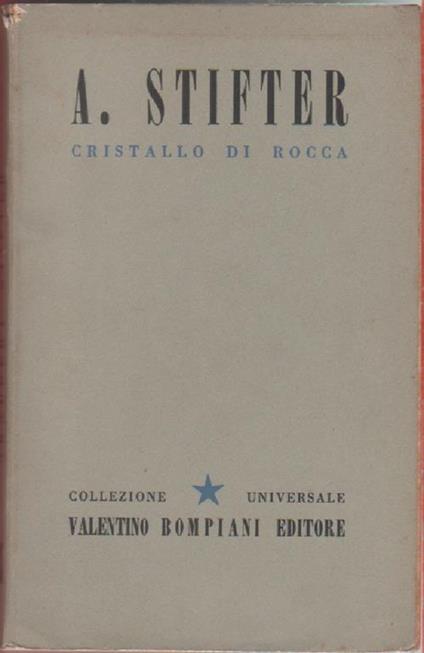 A. STIFTER
CRISTALLO DI ROCCA
COLLEZIONE UNIVERSALE
VALENTINO BOMPIANI EDITORE